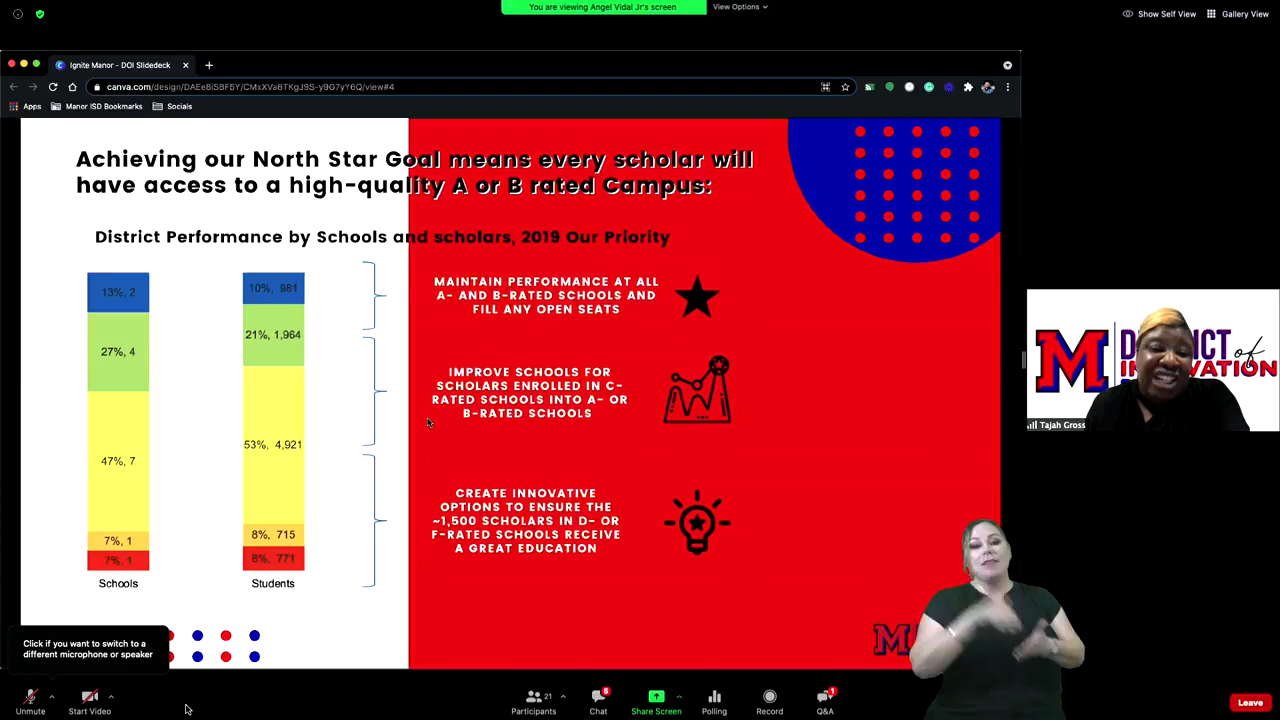 You are viewing Angel Vidal Jr's screen
View Options
Show Self View
Gallery View
Ignite Manor - DOI Slidedeck
canva.com/design/DAEe8iSBF5Y/CMxXVa8TKgJ9S-y9G7yY6Q/view#4
Apps
Manor ISD Bookmarks
Socials
Achieving our North Star Goal means every scholar will
have access to a high-quality A or B rated Campus:
District Performance by Schools and scholars, 2019 Our Priority
13%, 2
10%, 981
27%, 4
21%, 1,964
47%, 7
53%, 4,921
7%, 1
8%, 715
7%, 1
8%, 771
Schools
Students
MAINTAIN PERFORMANCE AT ALL
A- AND B-RATED SCHOOLS AND
FILL ANY OPEN SEATS
IMPROVE SCHOOLS FOR
SCHOLARS ENROLLED IN C-
RATED SCHOOLS INTO A- OR
B-RATED SCHOOLS
CREATE INNOVATIVE
OPTIONS TO ENSURE THE
~1,500 SCHOLARS IN D- OR
F-RATED SCHOOLS RECEIVE
A GREAT EDUCATION
M
of
Tajah Gross
M
Click if you want to switch to a
different microphone or speaker
Unmute
Start Video
21
Participants
6
Chat
Share Screen
Polling
Record
1
Q&A
Leave